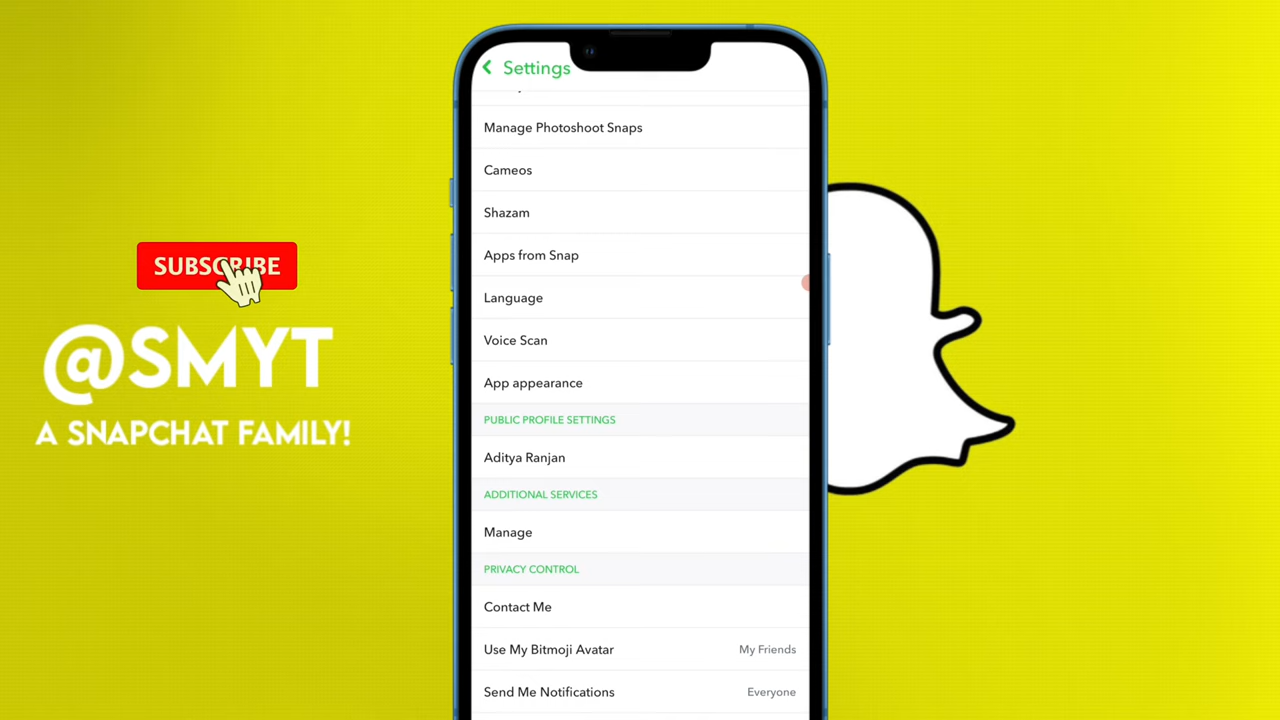 Settings
Manage Photoshoot Snaps
Cameos
Shazam
Apps from Snap
Language
Voice Scan
App appearance
PUBLIC PROFILE SETTINGS
Aditya Ranjan
ADDITIONAL SERVICES
Manage
PRIVACY CONTROL
Contact Me
Use My Bitmoji Avatar My Friends
Send Me Notifications Everyone
SUBSCRIBE
@SMYT
A SNAPCHAT FAMILY!